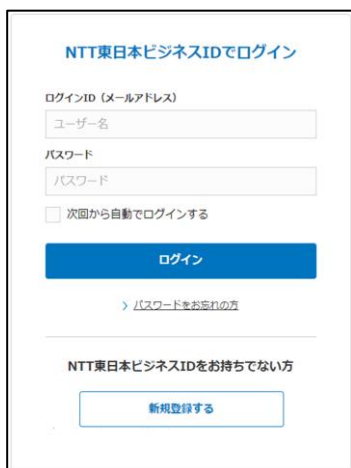 NTT東日本ビジネスIDでログイン
ログインID（メールアドレス）
ユーザー名
パスワード
パスワード
次回から自動でログインする
ログイン
パスワードをお忘れの方
NTT東日本ビジネスIDをお持ちでない方
新規登録する